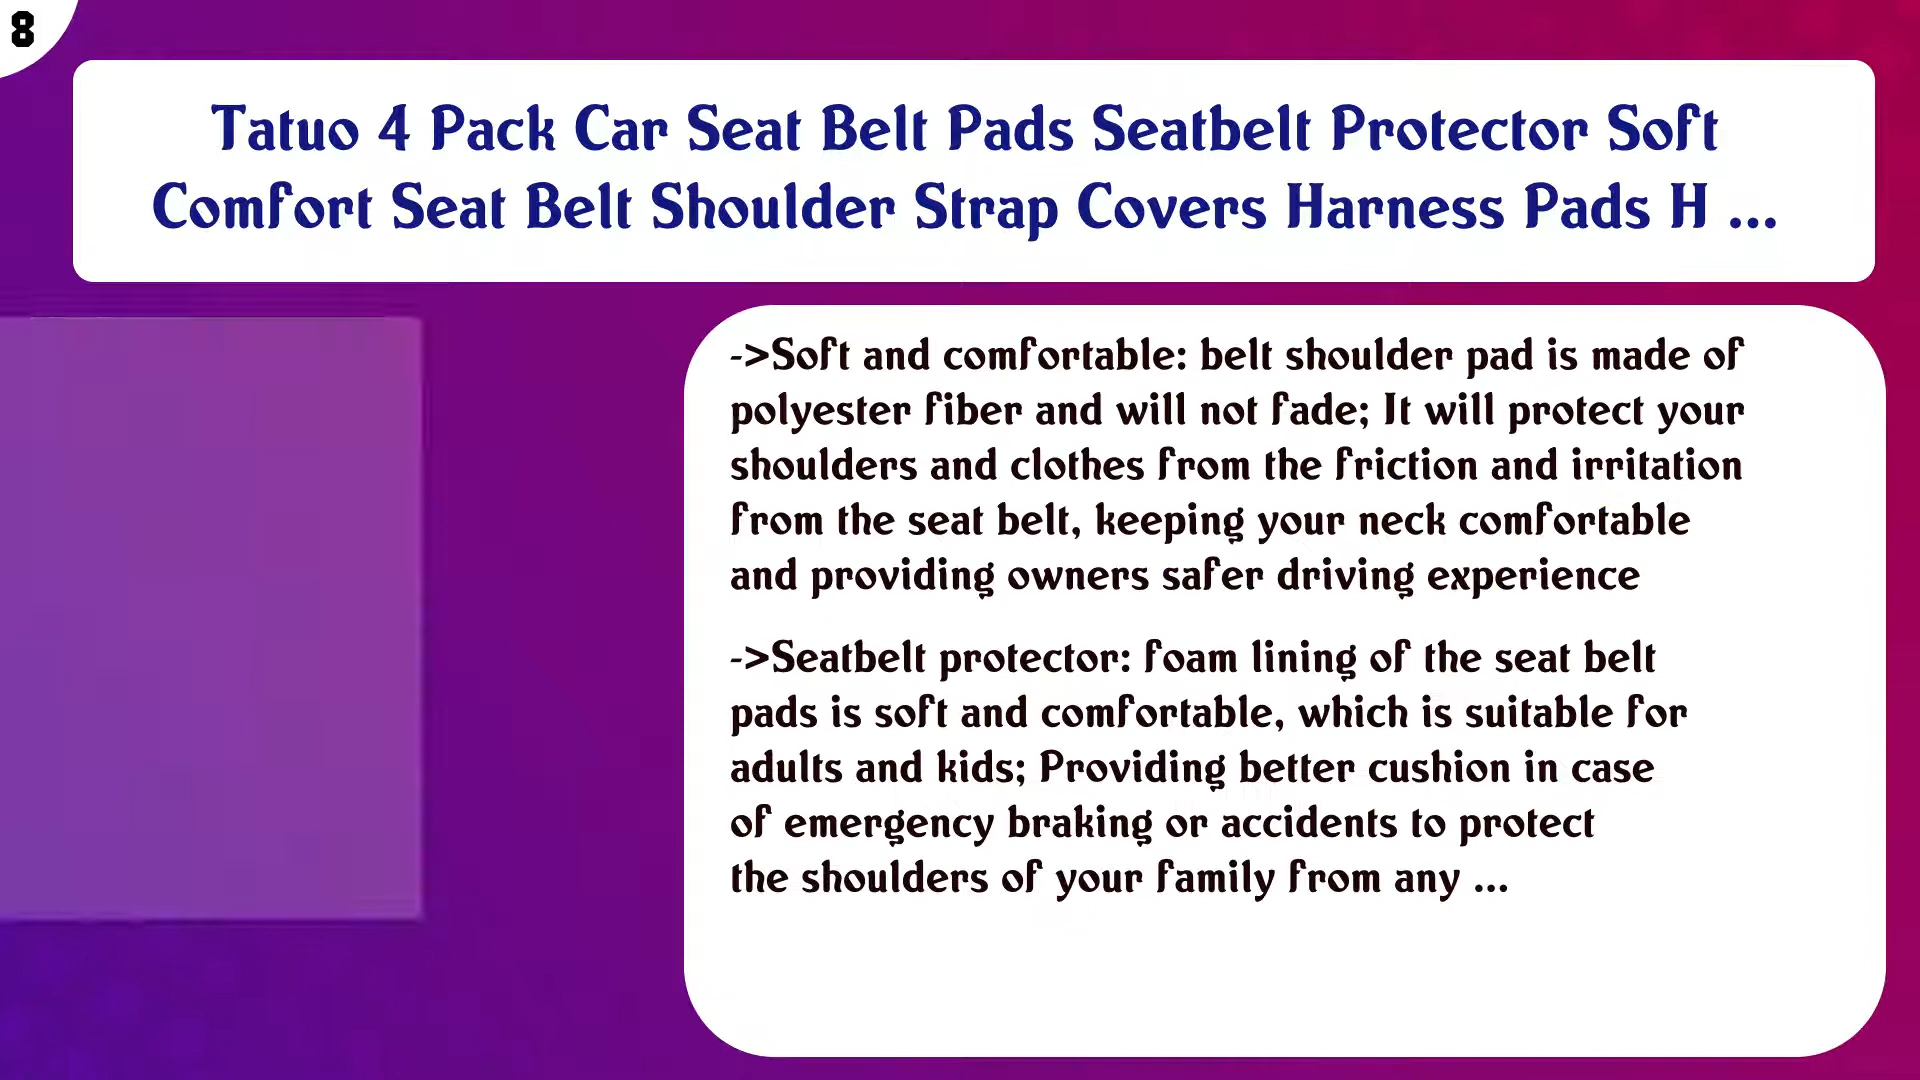 8
Tatuo 4 Pack Car Seat Belt Pads Seatbelt Protector Soft
Comfort Seat Belt Shoulder Strap Covers Harness Pads H ...
->Soft and comfortable: belt shoulder pad is made of
polyester fiber and will not fade; It will protect your
shoulders and clothes from the friction and irritation
from the seat belt, keeping your neck comfortable
and providing owners safer driving experience
->Seatbelt protector: foam lining of the seat belt
pads is soft and comfortable, which is suitable for
adults and kids; Providing better cushion in case
of emergency braking or accidents to protect
the shoulders of your family from any ...